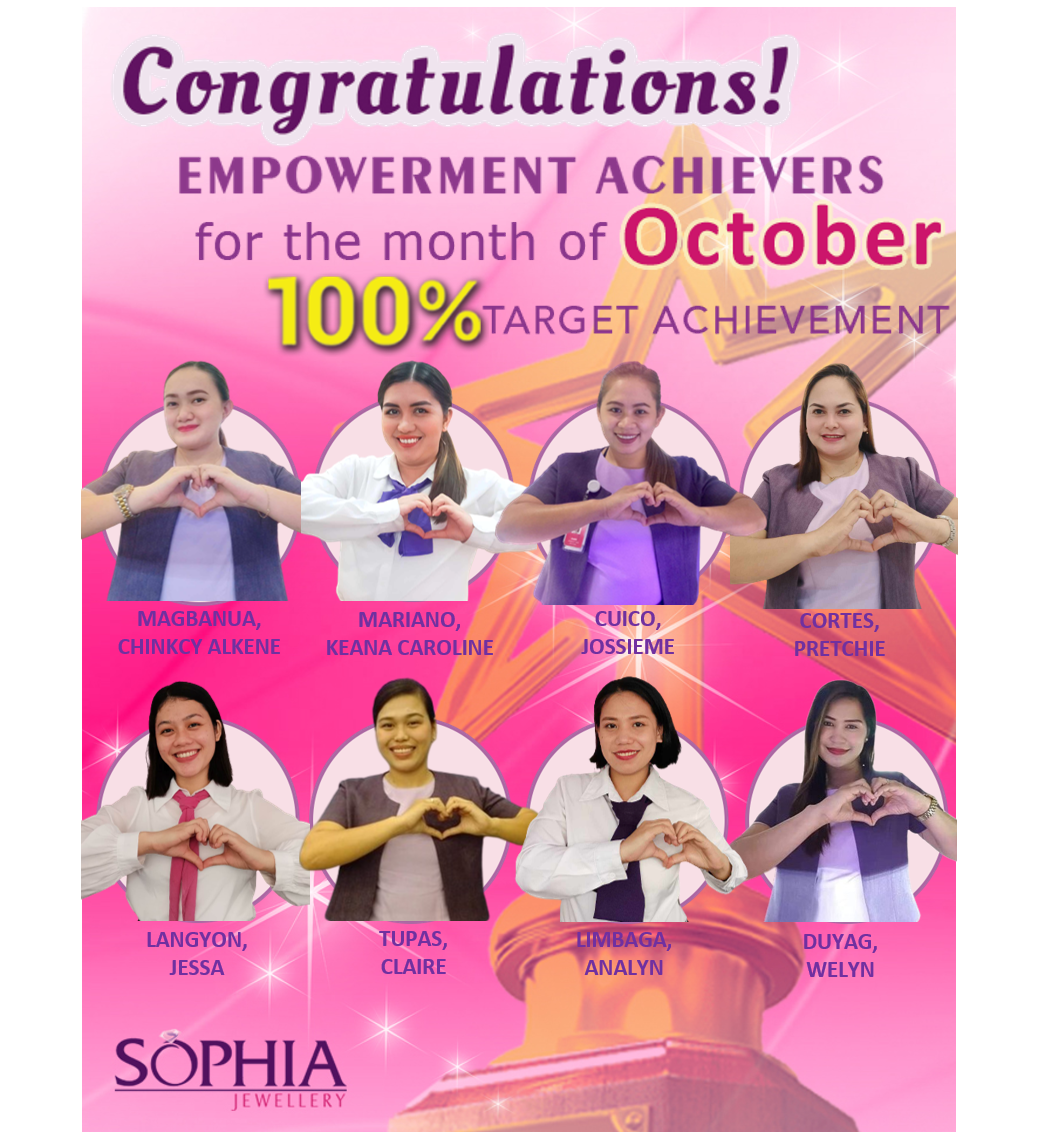 Congratulations!
EMPOWERMENT ACHIEVERS
for the month of October
100% TARGET ACHIEVEMENT
MAGBANUA,
CHINKCY ALKENE
MARIANO,
KEANA CAROLINE
CUICO,
JOSSIEME
CORTES,
PRETCHIE
LANGYON,
JESSA
TUPAS,
CLAIRE
LIMBAGA,
ANALYN
DUYAG,
WELYN
SOPHIA
JEWELLERY